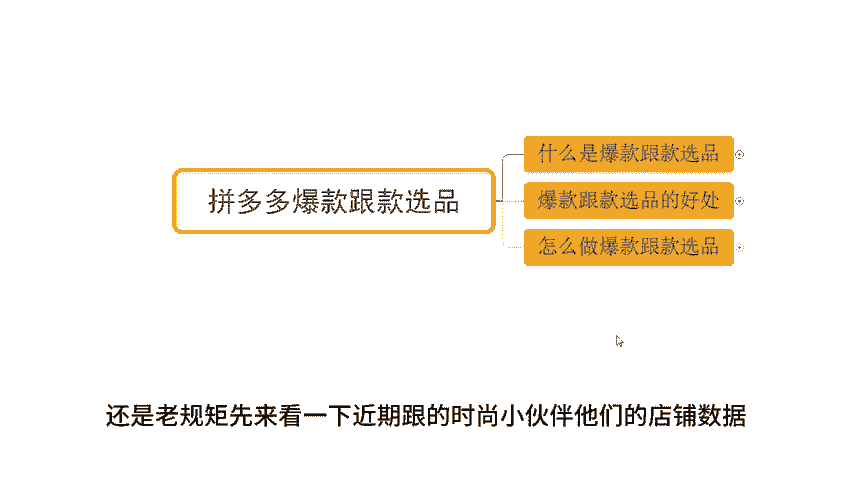 拼多多爆款跟款选品
什么是爆款跟款选品
爆款跟款选品的好处
怎么做爆款跟款选品
还是老规矩先来看一下近期跟的时尚小伙伴他们的店铺数据